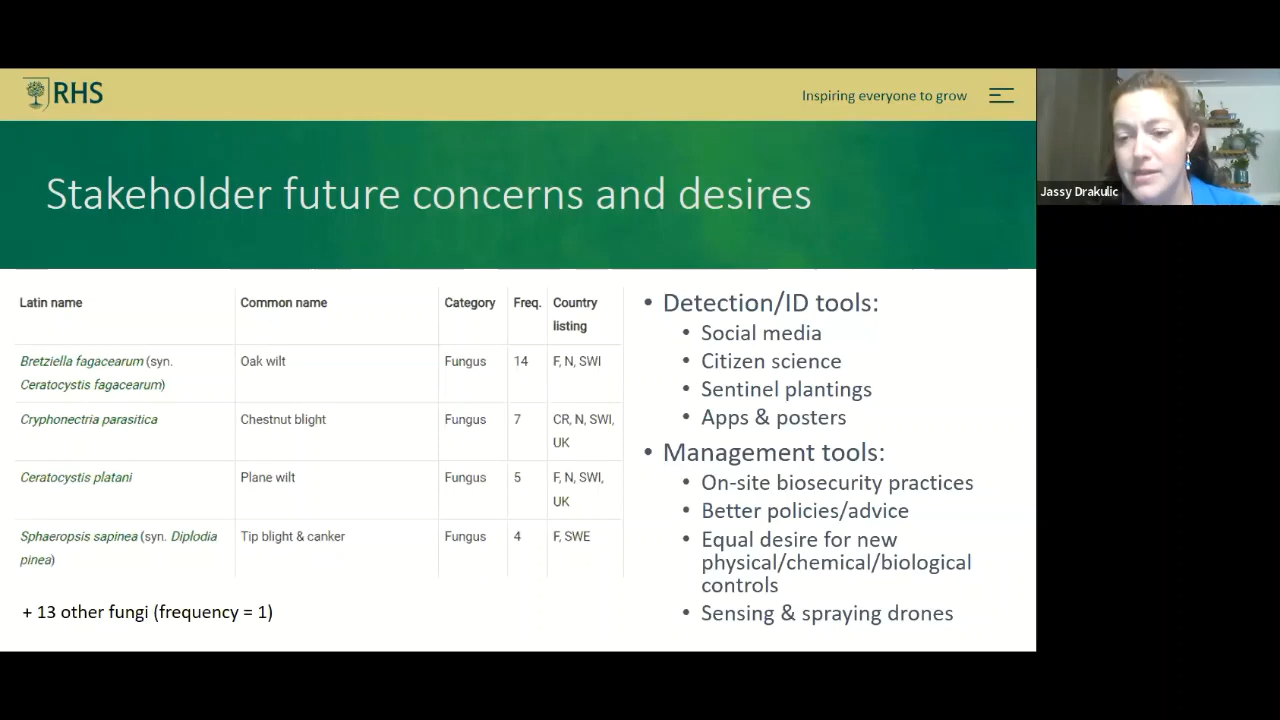 RHS
Inspiring everyone to grow
Jassy Drakulic
Stakeholder future concerns and desires
Latin name
Common name
Category
Freq.
Country
listing
Bretziella fagacearum (syn.
Ceratocystis fagacearum)
Oak wilt
Fungus
14
F, N, SWI
Cryphonectria parasitica
Chestnut blight
Fungus
7
CR, N, SWI,
UK
Ceratocystis platani
Plane wilt
Fungus
5
F, N, SWI,
UK
Sphaeropsis sapinea (syn. Diplodia
pinea)
Tip blight & canker
Fungus
4
F, SWE
+ 13 other fungi (frequency = 1)
• Detection/ID tools:
• Social media
• Citizen science
• Sentinel plantings
• Apps & posters
• Management tools:
• On-site biosecurity practices
• Better policies/advice
• Equal desire for new
physical/chemical/biological
controls
• Sensing & spraying drones